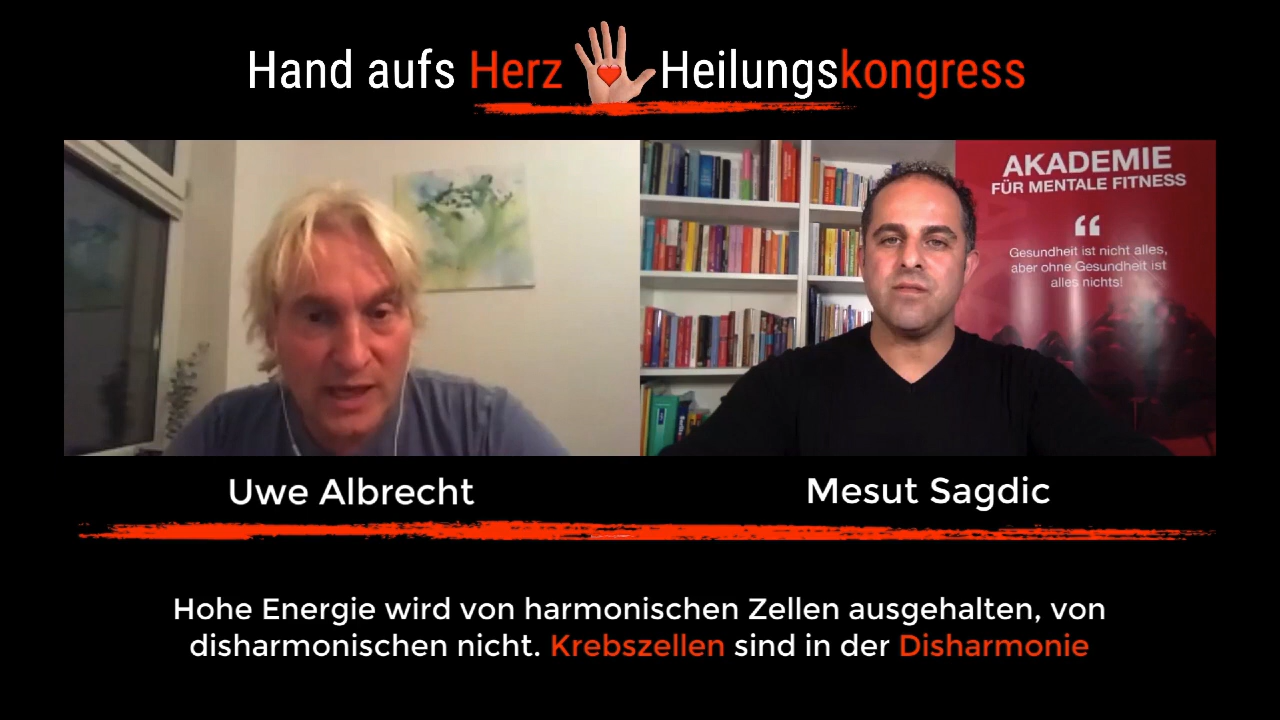 Hand aufs Herz Heilungskongress
AKADEMIE
FÜR MENTALE FITNESS
“
Gesundheit ist nicht alles,
aber ohne Gesundheit ist
alles nichts!
Uwe Albrecht
Mesut Sagdic
Hohe Energie wird von harmonischen Zellen ausgehalten, von
disharmonischen nicht. Krebszellen sind in der Disharmonie